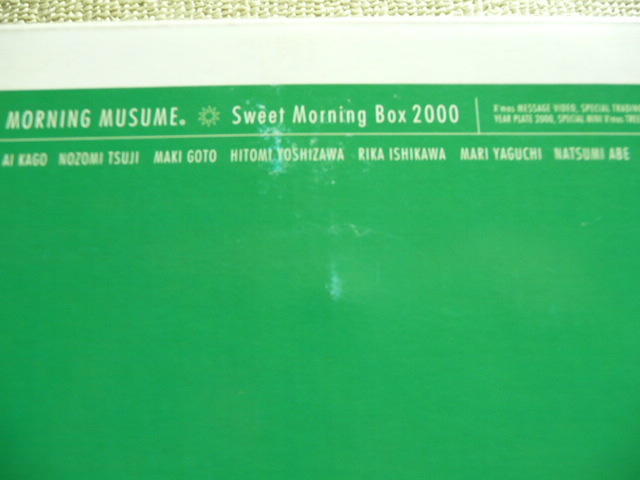 MORNING MUSUME。 Sweet Morning Box 2000
X'mas MESSAGE VIDEO, SPECIAL TRADING
YEAR PLATE 2000, SPECIAL MINI X'mas TREE
AI KAGO NOZOMI TSUJI MAKI GOTO HITOMI YOSHIZAWA RIKA ISHIKAWA MARI YAGUCHI NATSUMI ABE